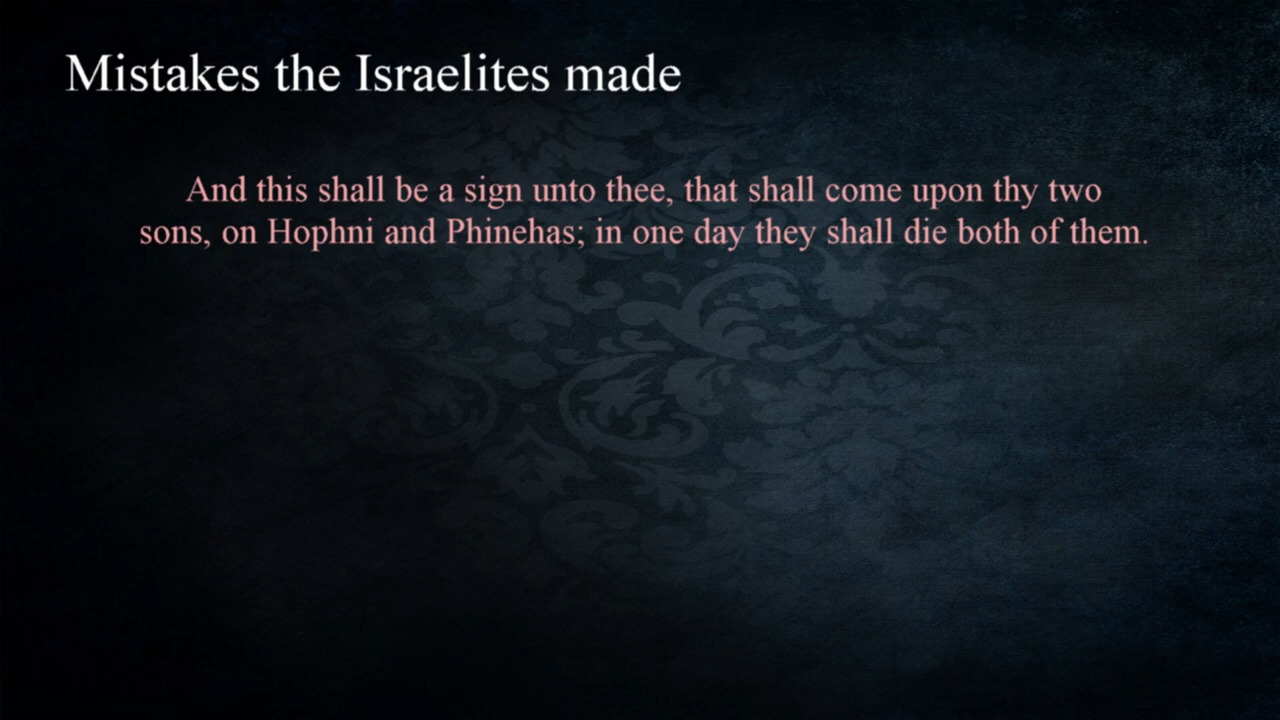 Mistakes the Israelites made
And this shall be a sign unto thee, that shall come upon thy two
sons, on Hophni and Phinehas; in one day they shall die both of them.